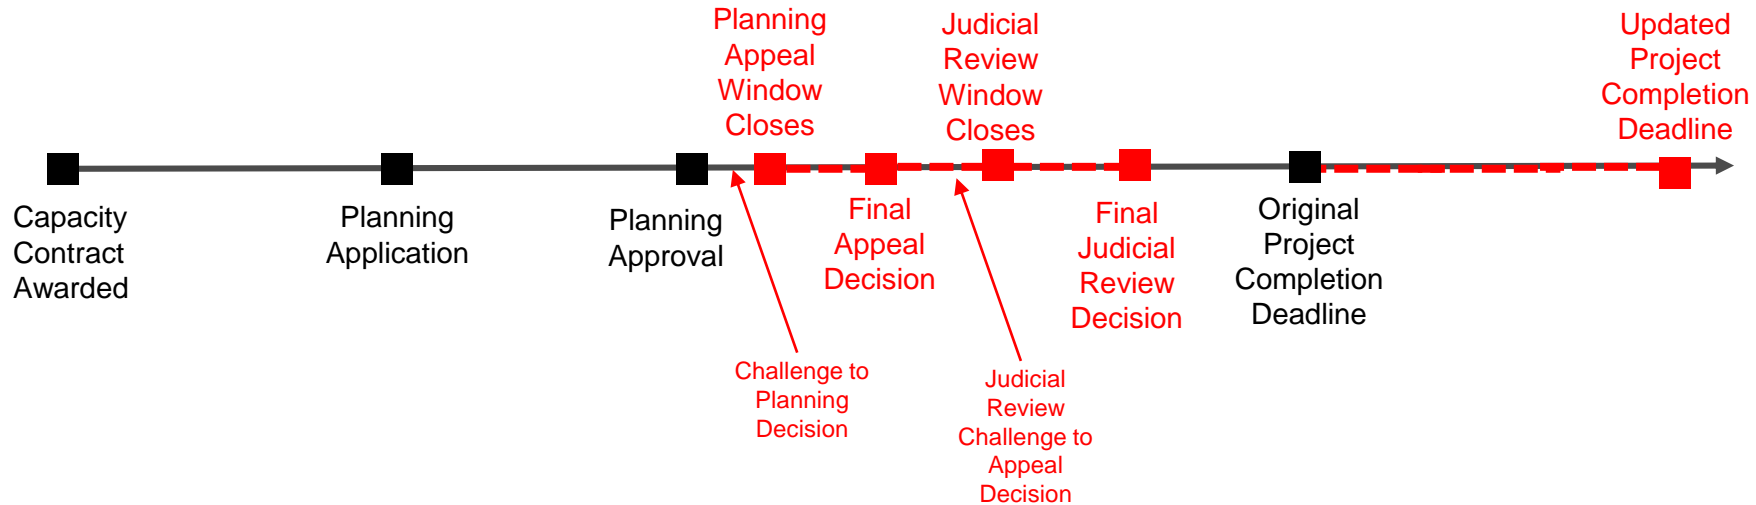 Planning
Appeal
Window
Closes
Judicial
Review
Window
Closes
Updated
Project
Completion
Deadline
Capacity
Contract
Awarded
Planning
Application
Planning
Approval
Final
Appeal
Decision
Final
Judicial
Review
Decision
Original
Project
Completion
Deadline
Challenge to
Planning
Decision
Judicial
Review
Challenge to
Appeal
Decision